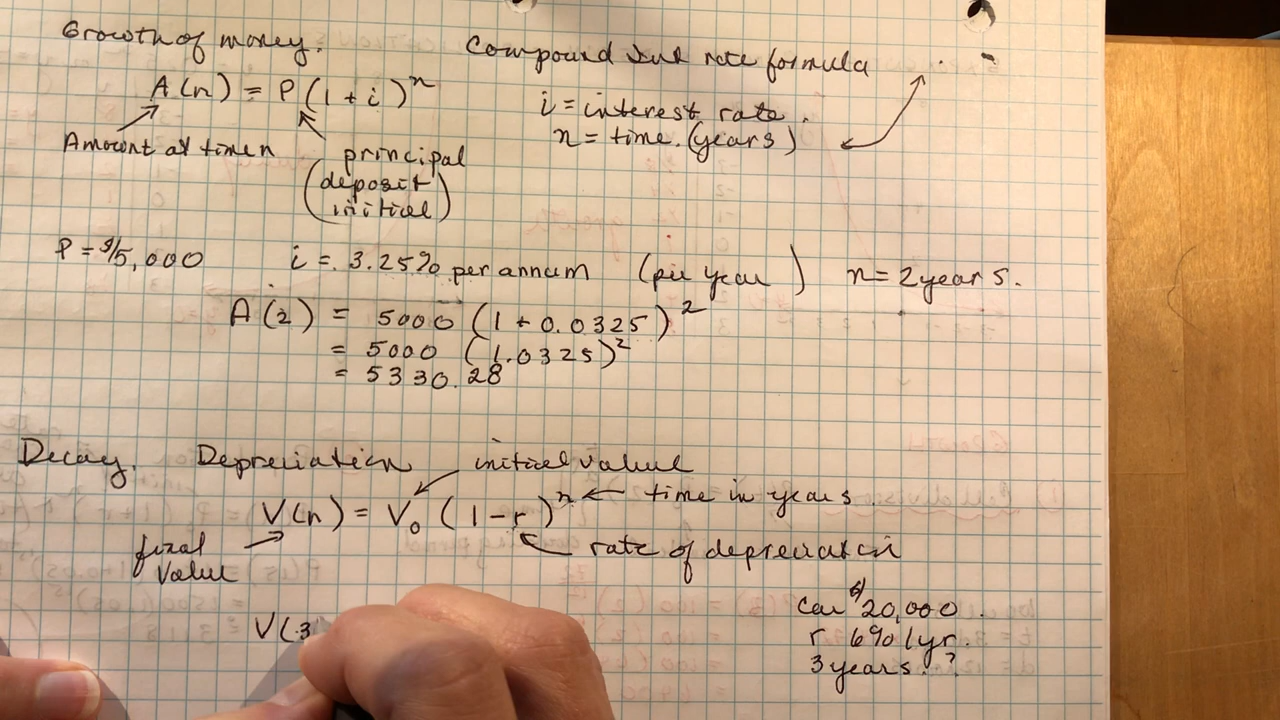 Growth of money.
Compound Int rate formula
A(n) = P(1 + i)^n
i = interest rate.
n = time. (years)
Amount at time n
principal
(deposit
initial)
P = $5,000 i = 3.25% per annum (per year) n = 2 years.
A(2) = 5000 (1 + 0.0325)^2
= 5000 (1.0325)^2
= 5330.28
Decay. Depreciation initial value
V(n) = V₀ (1 - r)^n ← time in years.
final
value
rate of depreciation
V(3
Car $20,000.
r 6% / yr.
3 years. ?